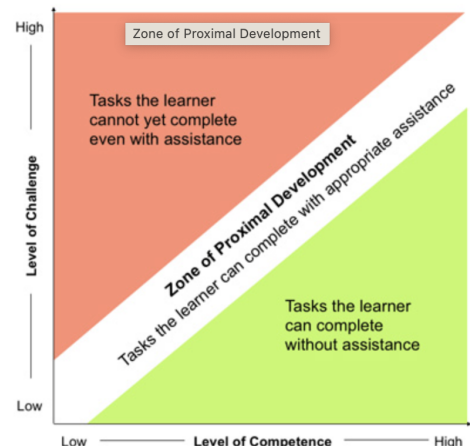 High
Zone of Proximal Development
Tasks the learner
cannot yet complete
even with assistance
Zone of Proximal Development
Tasks the learner can complete with appropriate assistance
Level of Challenge
Tasks the learner
can complete
without assistance
Low
Low
Level of Competence
High